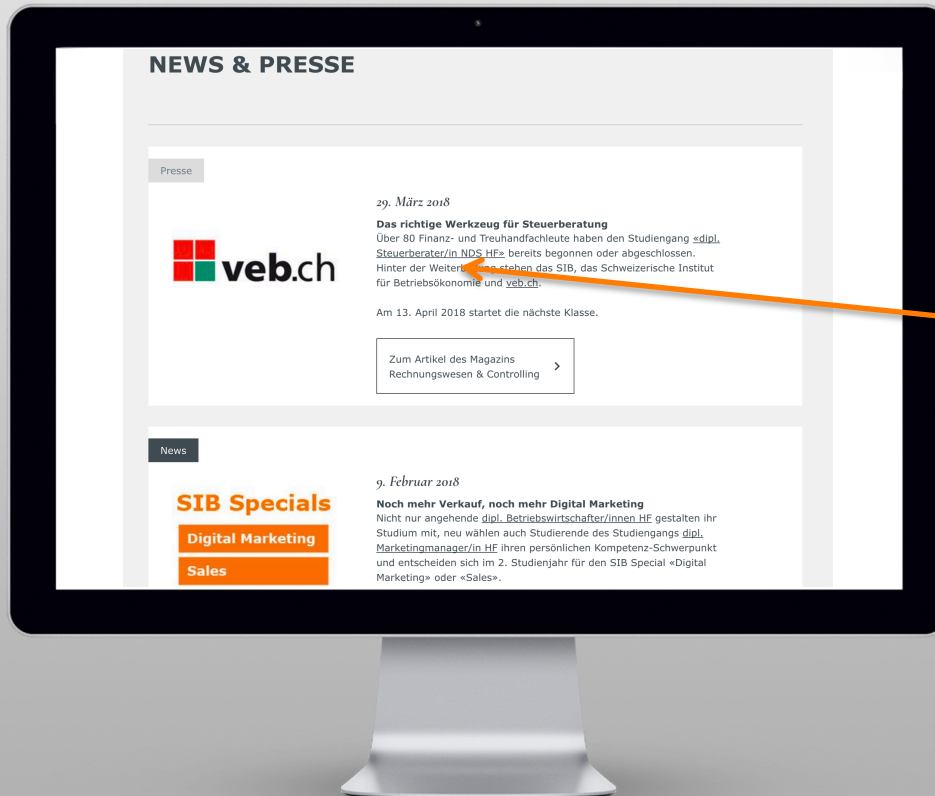 NEWS & PRESSE
Presse
veb.ch
29. März 2018
Das richtige Werkzeug für Steuerberatung
Über 80 Finanz- und Treuhandfachleute haben den Studiengang «dipl.
Steuerberater/in NDS HF» bereits begonnen oder abgeschlossen.
Hinter der stehen das SIB, das Schweizerische Institut
für Betriebsökonomie und veb.ch.
Am 13. April 2018 startet die nächste Klasse.
Zum Artikel des Magazins
Rechnungswesen & Controlling
News
SIB Specials
Digital Marketing
Sales
9. Februar 2018
Noch mehr Verkauf, noch mehr Digital Marketing
Nicht nur angehende dipl. Betriebswirtschafter/innen HF gestalten ihr
Studium mit, neu wählen auch Studierende des Studiengangs dipl.
Marketingmanager/in HF ihren persönlichen Kompetenz-Schwerpunkt
und entscheiden sich im 2. Studienjahr für den SIB Special «Digital
Marketing» oder «Sales».